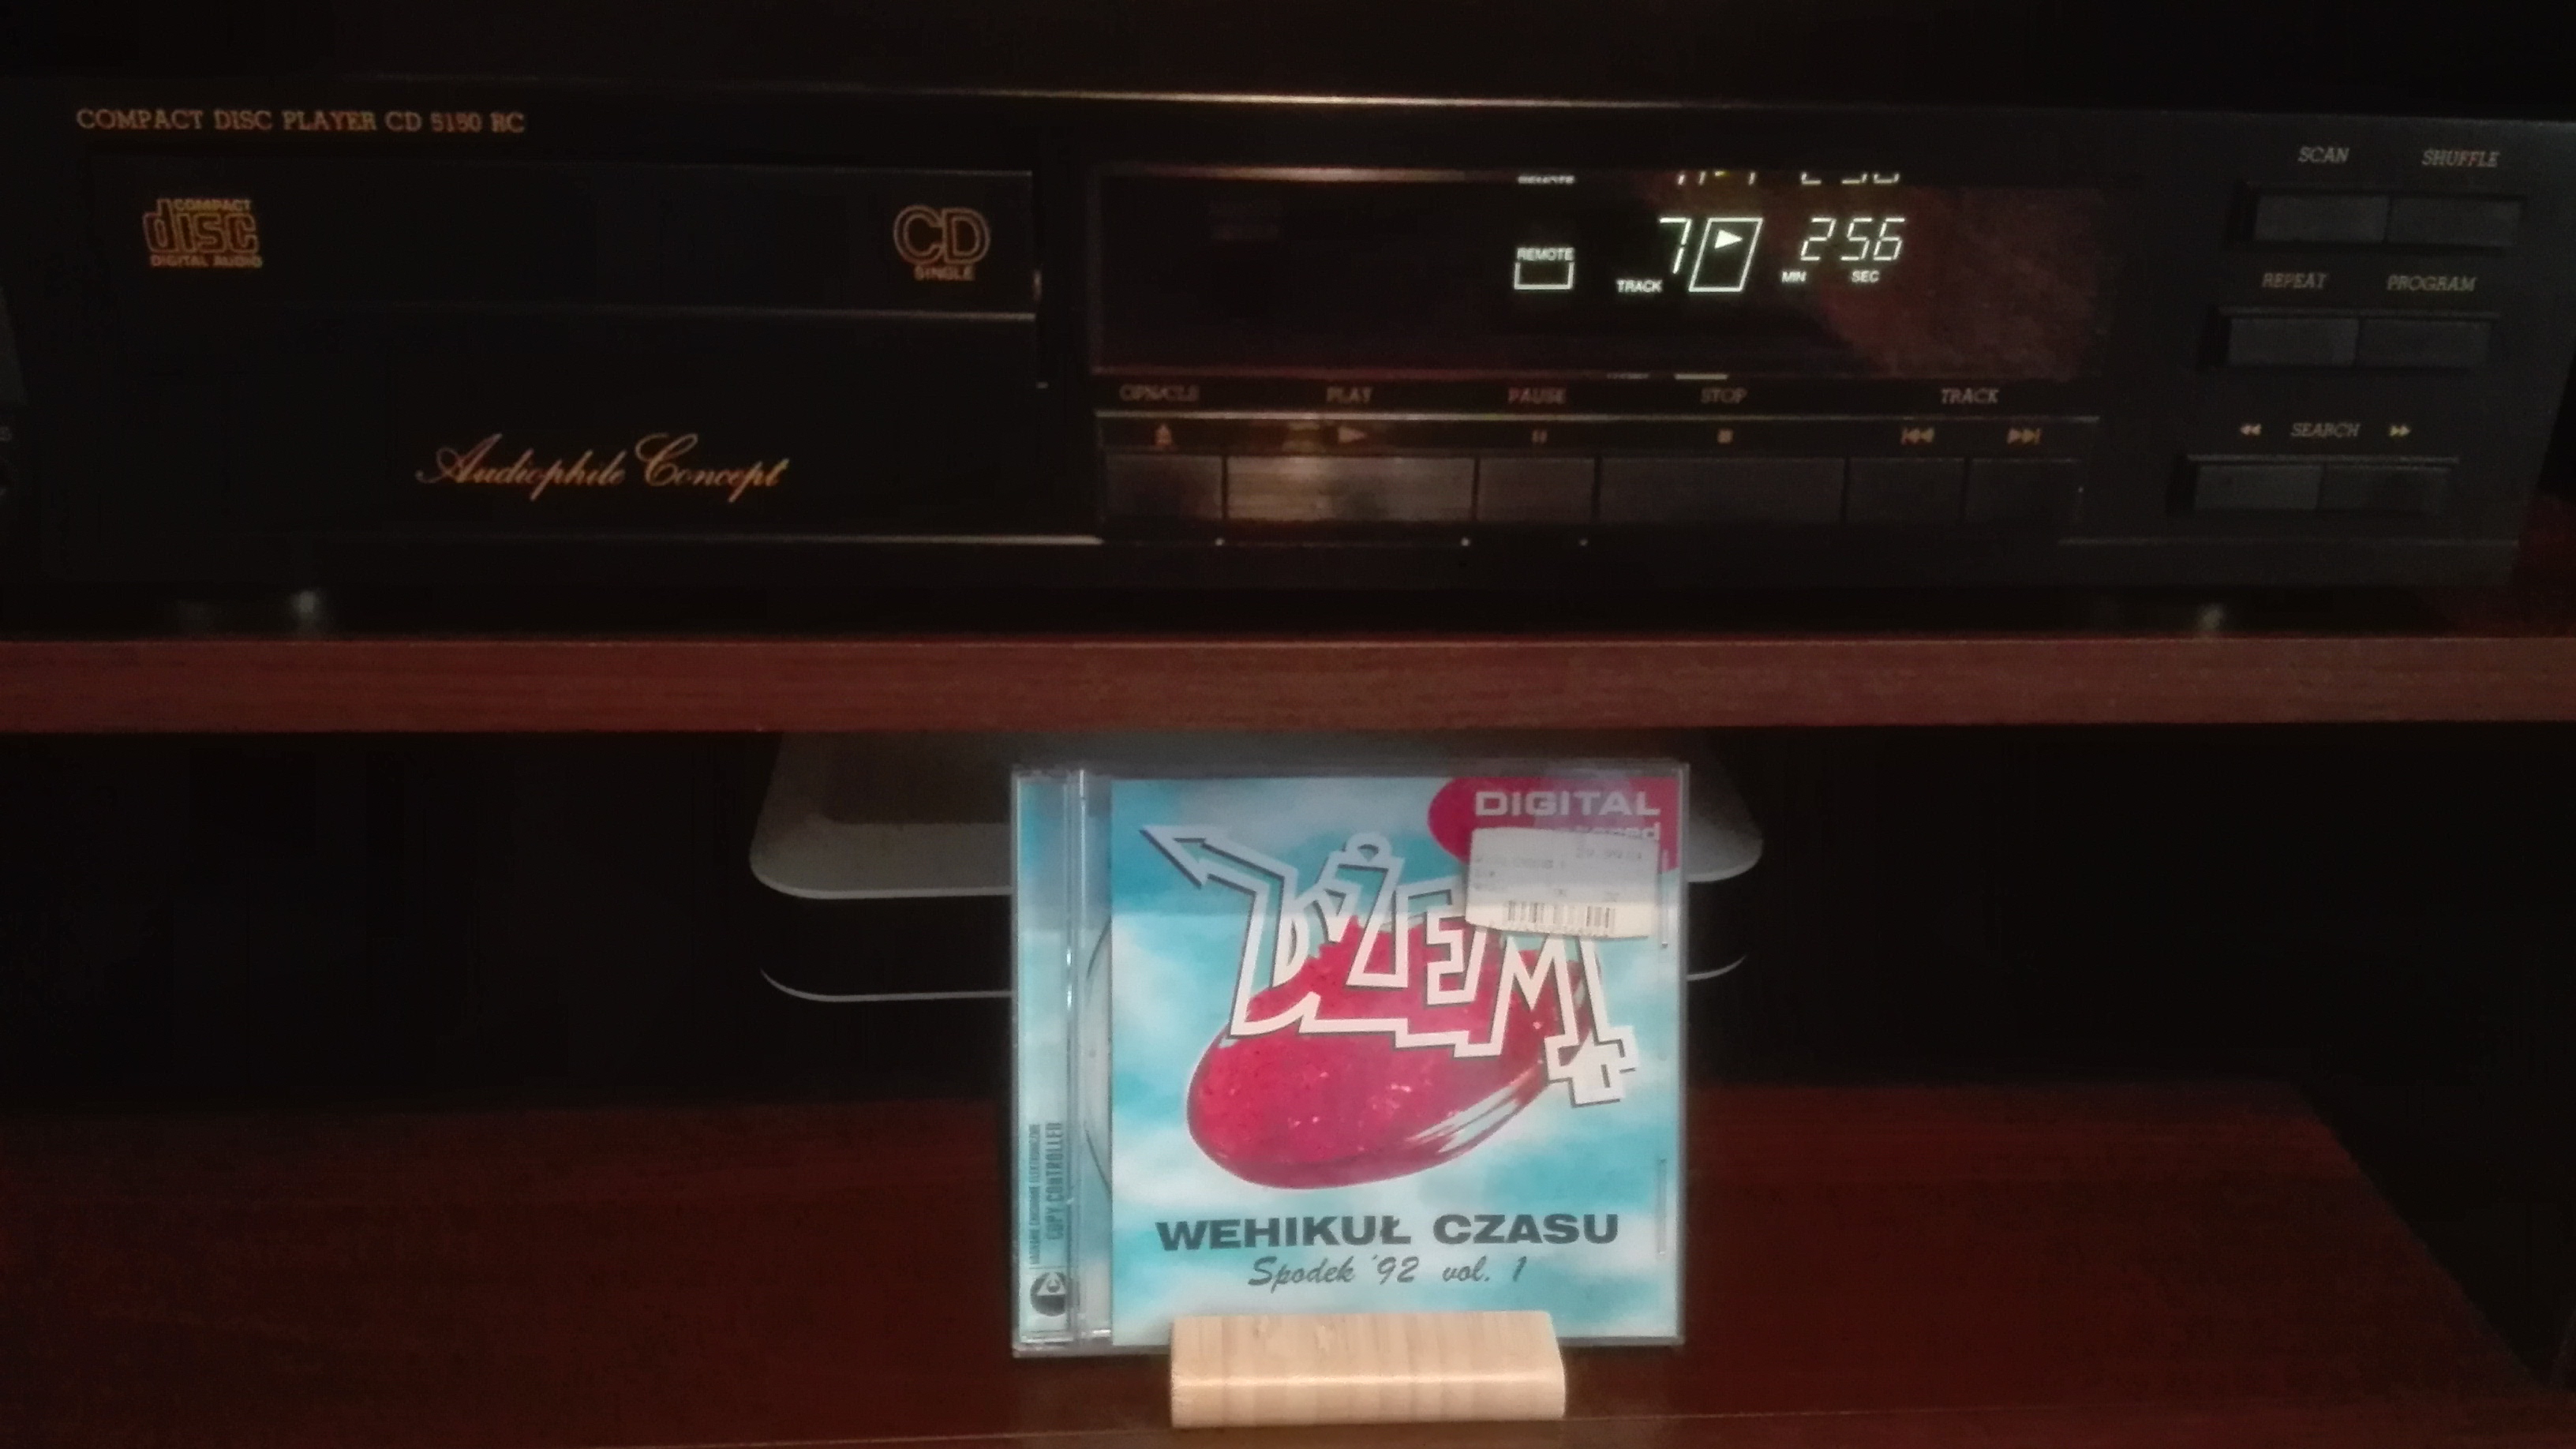 COMPACT DISC PLAYER CD 5150 RC
COMPACT
disc
DIGITAL AUDIO
CD
SINGLE
Audiophile Concept
REMOTE
TRACK
7
2 56
MIN
SEC
OPN/CLS
PLAY
PAUSE
STOP
TRACK
SCAN
SHUFFLE
REPEAT
PROGRAM
SEARCH
DIGITAL
DŻEM
WEHIKUŁ CZASU
Spodek '92 vol. 1
COPY CONTROLLED